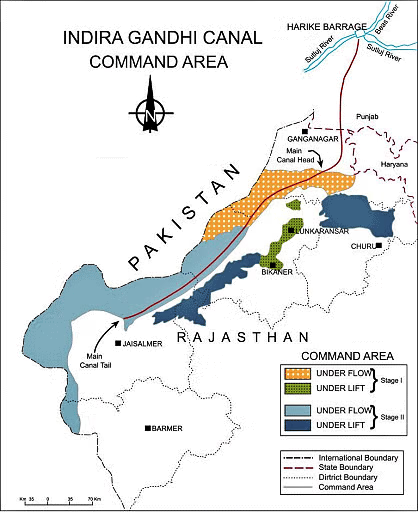 INDIRA GANDHI CANAL
COMMAND AREA
HARIKE BARRAGE
Beas River
Sutluj River
Sutluj River
N
Punjab
GANGANAGAR
Main
Canal Head
Haryana
PAKISTAN
LUNKARANSAR
CHURU
BIKANER
RAJASTHAN
JAISALMER
Main
Canal Tail
BARMER
COMMAND AREA
UNDER FLOW
UNDER LIFT
Stage I
UNDER FLOW
UNDER LIFT
Stage II
International Boundary
State Boundary
Dirtrict Boundary
Command Area
Km 35 0 35 70 Km